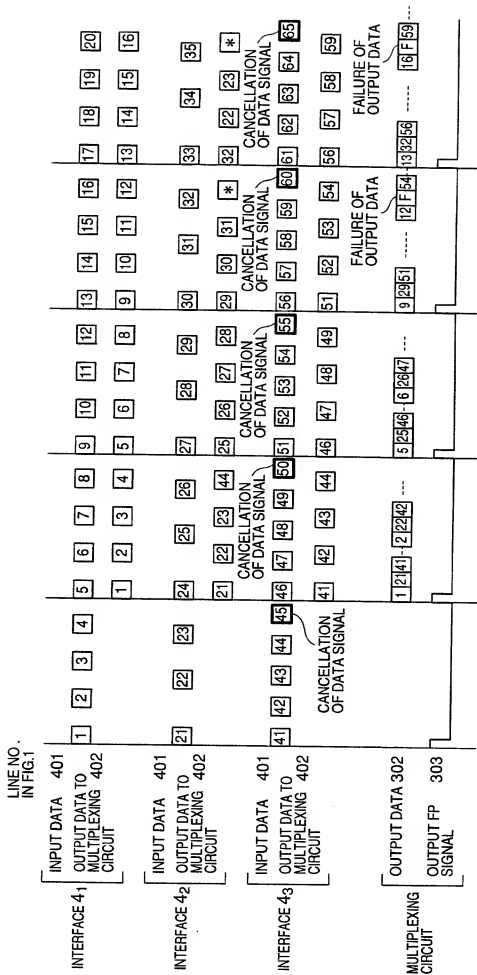 LINE NO.
IN FIG.1
INTERFACE 4₁
INPUT DATA 401
OUTPUT DATA TO
MULTIPLEXING 402
CIRCUIT
1 2 3 4 5 6 7 8 9 10 11 12 13 14 15 16 17 18 19 20
1 2 3 4 5 6 7 8 9 10 11 12 13 14 15 16
INTERFACE 4₂
INPUT DATA 401
OUTPUT DATA TO
MULTIPLEXING 402
CIRCUIT
21 22 23 24 25 26 27 28 29 30 31 32 33 34 35
21 22 23 44 25 26 27 28 29 30 31 * 32 22 23 *
CANCELLATION
OF DATA SIGNAL
CANCELLATION
OF DATA SIGNAL
CANCELLATION
OF DATA SIGNAL
CANCELLATION
OF DATA SIGNAL
INTERFACE 4₃
INPUT DATA 401
OUTPUT DATA TO
MULTIPLEXING 402
CIRCUIT
41 42 43 44 45 46 47 48 49 50 51 52 53 54 55 56 57 58 59 60 61 62 63 64 65
41 42 43 44 46 47 48 49 51 52 53 54 56 57 58 59
CANCELLATION
OF DATA SIGNAL
FAILURE OF
OUTPUT DATA
FAILURE OF
OUTPUT DATA
MULTIPLEXING
CIRCUIT
OUTPUT DATA 302
1 21 41 -- 2 22 42 ---- 5 25 46 -- 6 26 47 --- 9 29 51 ---- 12 F 54 --- 13 32 56 ---- 16 F 59
OUTPUT FP 303
SIGNAL